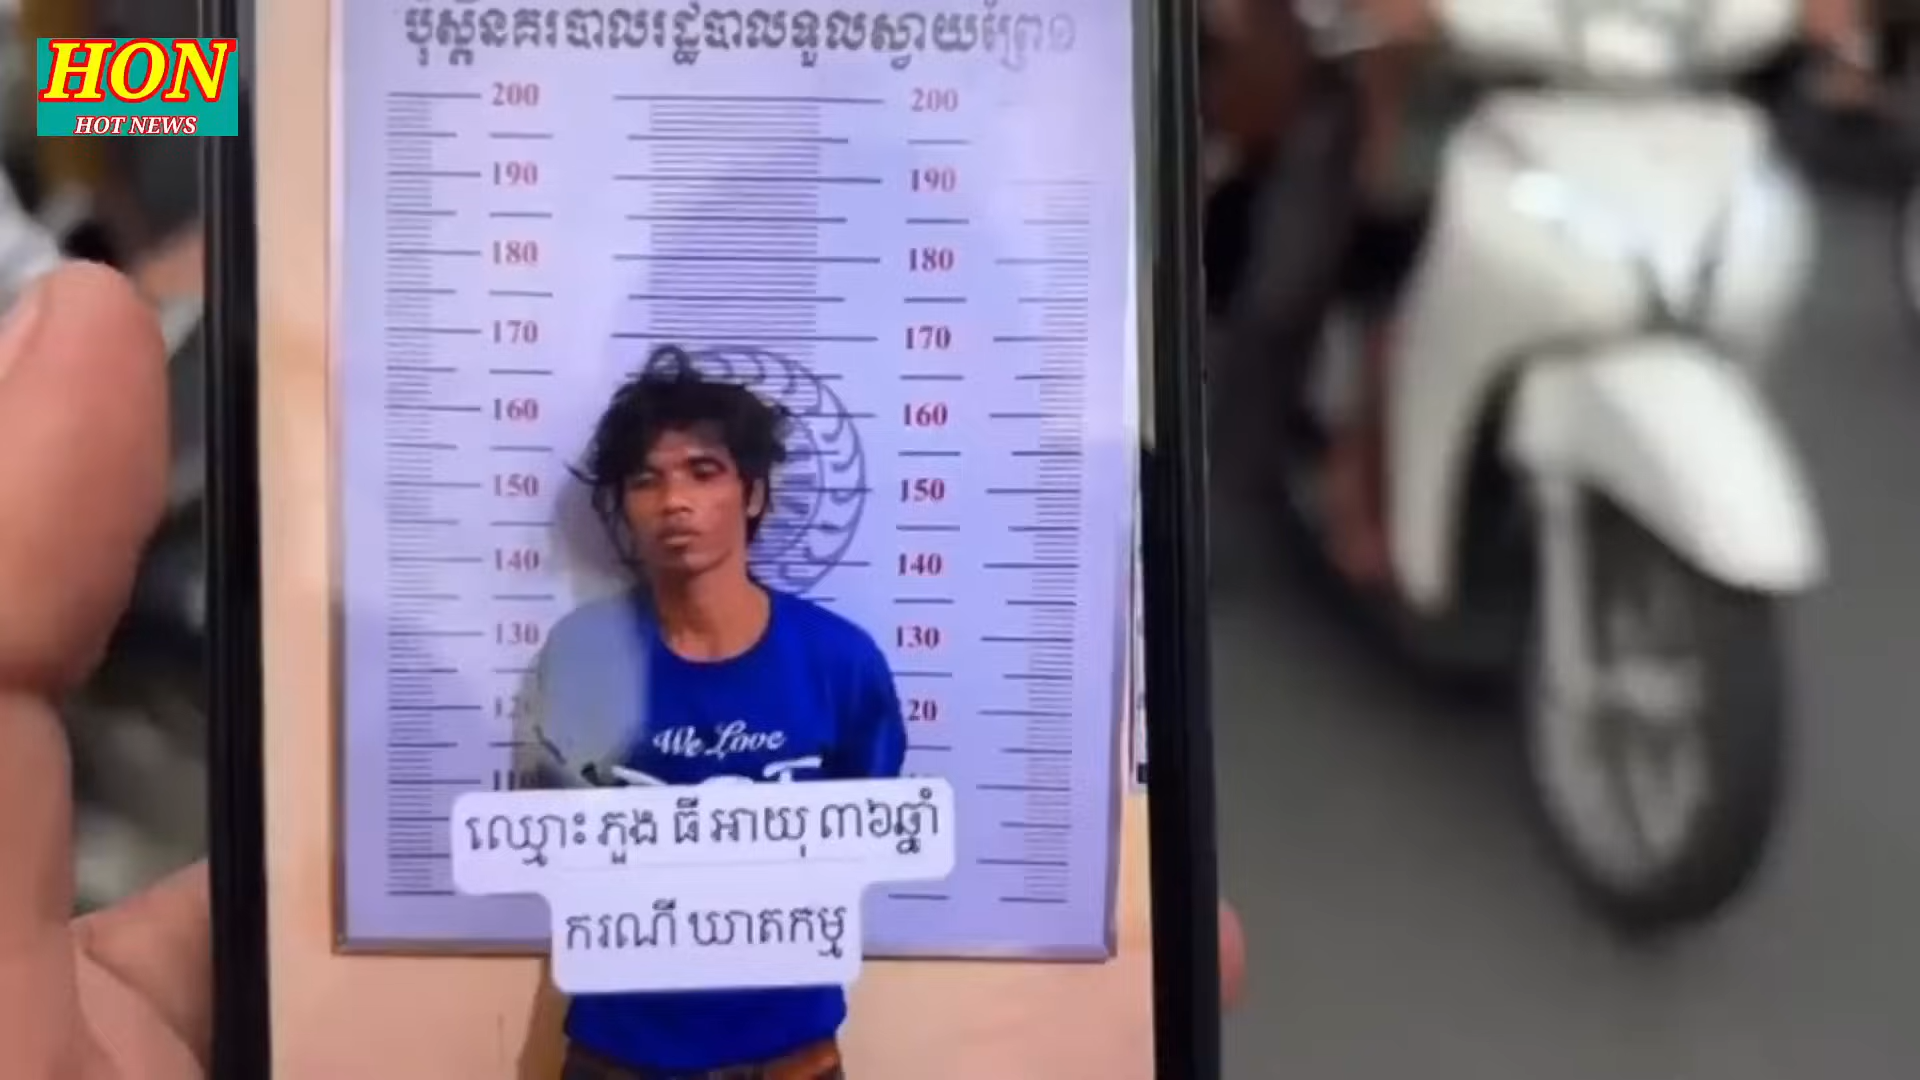 HON
HOT NEWS
ប៉ុស្តិ៍នគរបាលរដ្ឋបាលទួលស្វាយព្រៃ១
200 200
190 190
180 180
170 170
160 160
150 150
140 140
130 130
20
110
We Love
ឈ្មោះ ភួង ធី អាយុ ៣៦ឆ្នាំ
ករណី ឃាតកម្ម